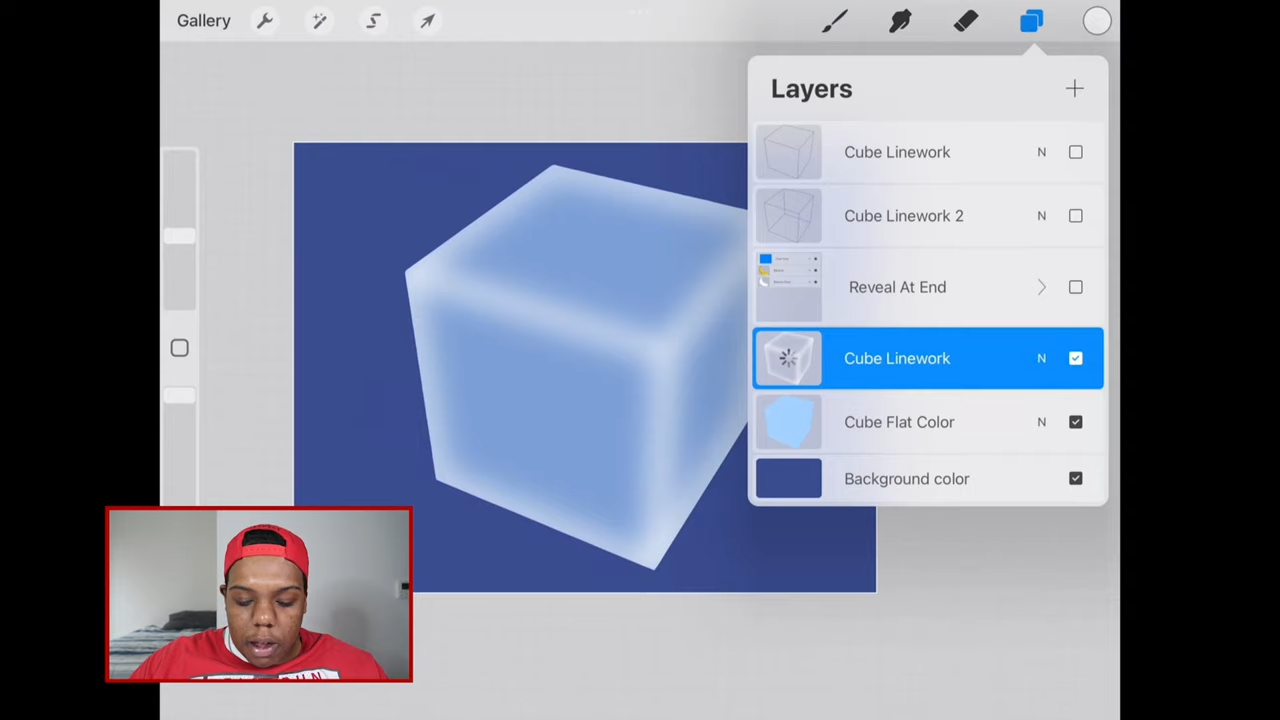 Gallery
Layers
Cube Linework N
Cube Linework 2 N
Reveal At End
Cube Linework N
Cube Flat Color N
Background color